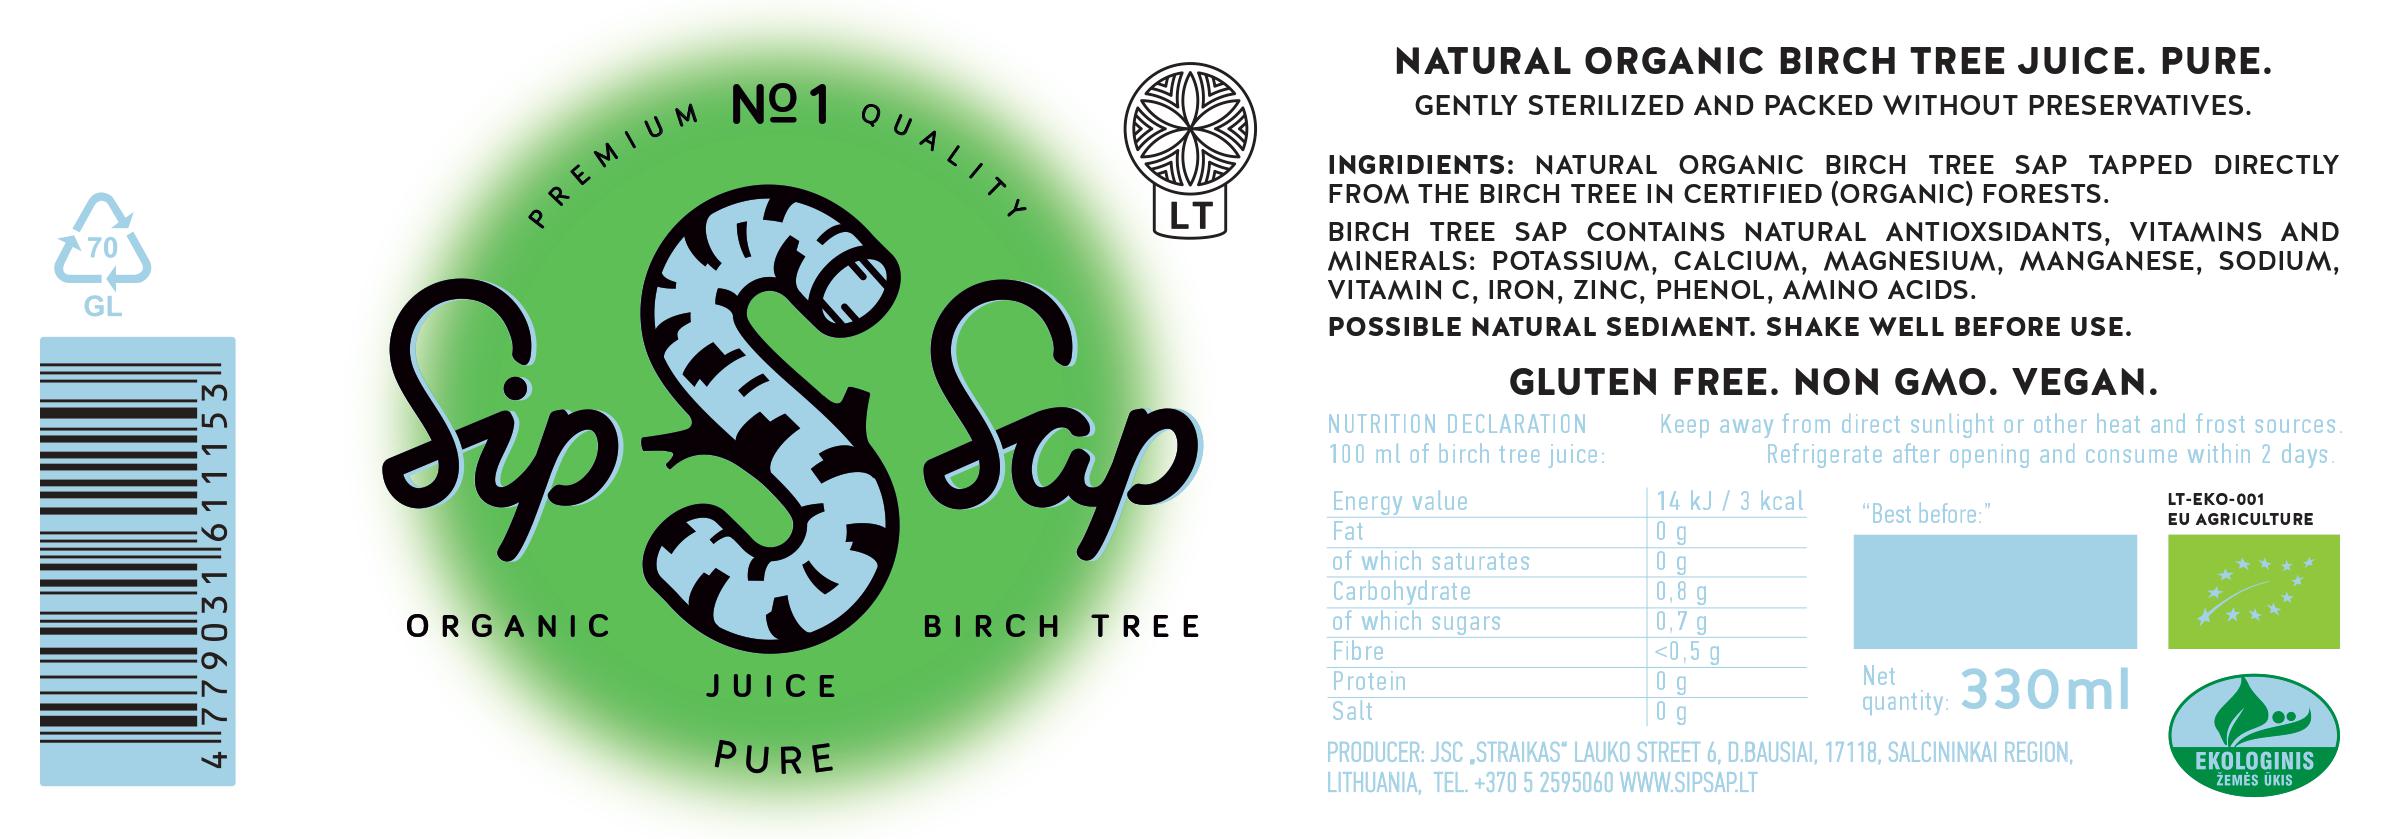 70
GL
4 779031 611153
PREMIUM Nº1 QUALITY
Sip S Sap
ORGANIC BIRCH TREE
JUICE
PURE
LT
NATURAL ORGANIC BIRCH TREE JUICE. PURE.
GENTLY STERILIZED AND PACKED WITHOUT PRESERVATIVES.
INGRIDIENTS: NATURAL ORGANIC BIRCH TREE SAP TAPPED DIRECTLY
FROM THE BIRCH TREE IN CERTIFIED (ORGANIC) FORESTS.
BIRCH TREE SAP CONTAINS NATURAL ANTIOXSIDANTS, VITAMINS AND
MINERALS: POTASSIUM, CALCIUM, MAGNESIUM, MANGANESE, SODIUM,
VITAMIN C, IRON, ZINC, PHENOL, AMINO ACIDS.
POSSIBLE NATURAL SEDIMENT. SHAKE WELL BEFORE USE.
GLUTEN FREE. NON GMO. VEGAN.
NUTRITION DECLARATION
100 ml of birch tree juice:
Keep away from direct sunlight or other heat and frost sources.
Refrigerate after opening and consume within 2 days.
Energy value 14 kJ / 3 kcal
Fat 0 g
of which saturates 0 g
Carbohydrate 0,8 g
of which sugars 0,7 g
Fibre <0,5 g
Protein 0 g
Salt 0 g
“Best before:”
Net
quantity: 330ml
LT-EKO-001
EU AGRICULTURE
EKOLOGINIS
ŽEMĖS ŪKIS
PRODUCER: JSC „STRAIKAS“ LAUKO STREET 6, D.BAUSIAI, 17118, SALCININKAI REGION,
LITHUANIA, TEL. +370 5 2595060 WWW.SIPSAP.LT